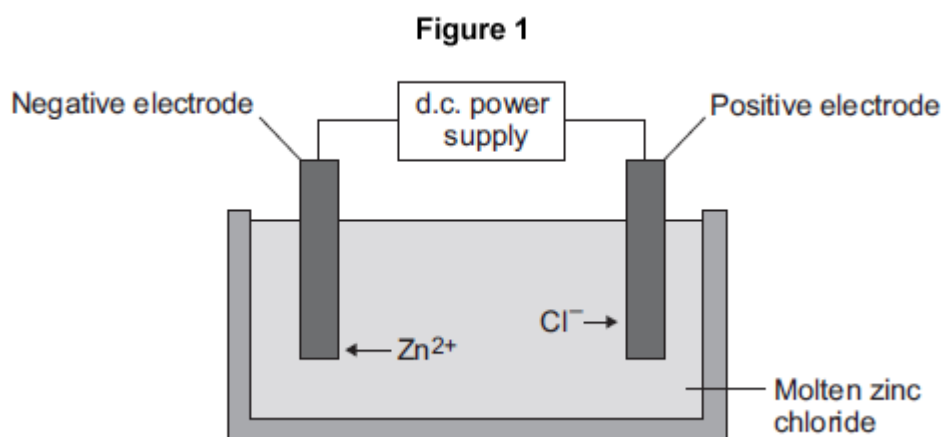 Figure 1
Negative electrode
d.c. power
supply
Positive electrode
Cl⁻
Zn²⁺
Molten zinc
chloride